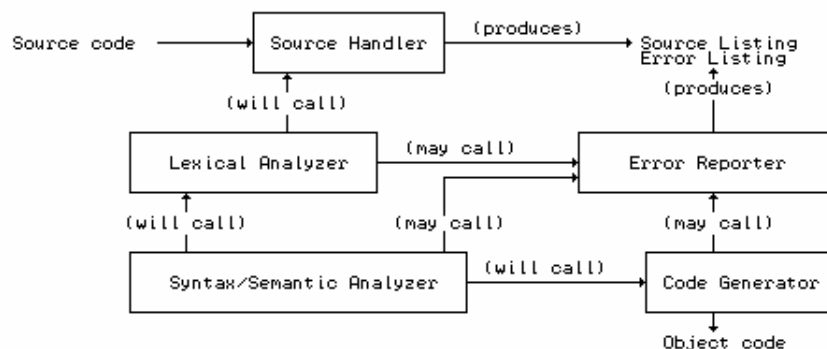 (produces)
Source code
Source Handler
Source Listing
Error Listing
(will call)
(produces)
Lexical Analyzer
(may call)
Error Reporter
(will call)
(may call)
(may call)
Syntax/Semantic Analyzer
(will call)
Code Generator
Object code